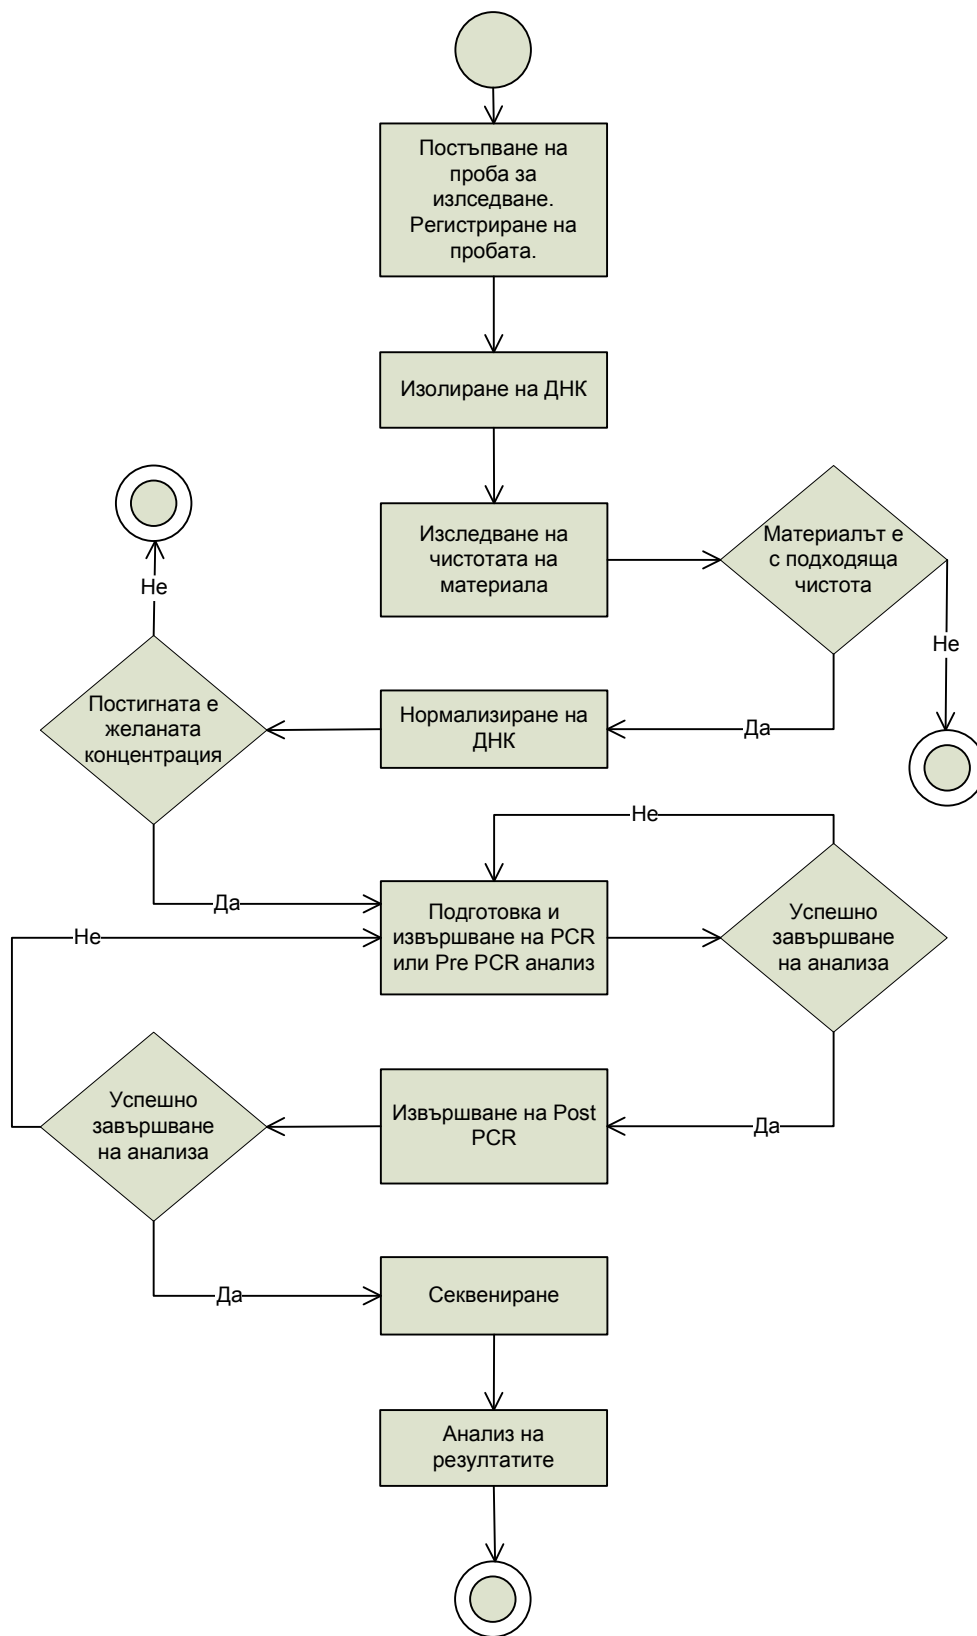 Постъпване на
проба за
излседване.
Регистриране на
пробата.
Изолиране на ДНК
Изследване на
чистотата на
материала
Материалът е
с подходяща
чистота
Не
Не
Постигната е
желаната
концентрация
Нормализиране на
ДНК
Да
Не
Да
Подготовка и
извършване на PCR
или Pre PCR анализ
Успешно
завършване
на анализа
Не
Успешно
завършване
на анализа
Извършване на Post
PCR
Да
Да
Секвениране
Анализ на
резултатите